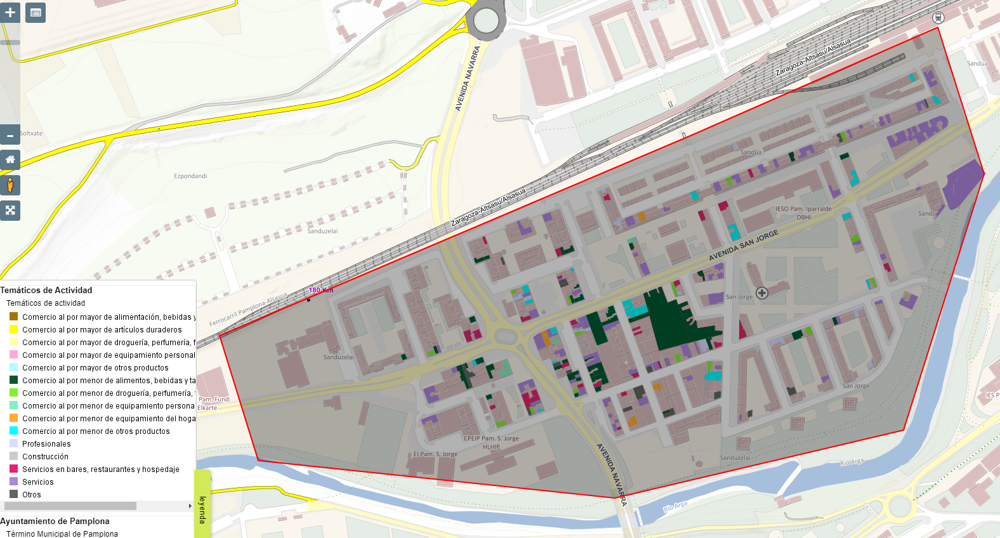 +
-
AVENIDA NAVARRA
Zaragoza-Altsasu/Alsasua
Sandua
Soltxate
Ezpondandi
Sandúa
Zaragoza-Altsasu/Alsasua
Sanduzelai
IESO Pam. Iparralde
DBHI
AVENIDA SAN JORGE
180 Km
Ferrocarril Pamplona-Alsasua
San Jorge
Sanduzelai
San Jorge
Pam. Fund.
Elkarte
IES P
CPEIP Pam. S. Jorge
HLHIP
EI Pam. S. Jorge
Sanduzelai
AVENIDA NAVARRA
Río Arga
Río Arga
Temáticos de Actividad
Temáticos de actividad
Comercio al por mayor de alimentación, bebidas y
Comercio al por mayor de artículos duraderos
Comercio al por mayor de droguería, perfumería, f
Comercio al por mayor de equipamiento personal
Comercio al por mayor de otros productos
Comercio al por menor de alimentos, bebidas y ta
Comercio al por menor de droguería, perfumería,
Comercio al por menor de equipamiento persona
Comercio al por menor de equipamiento del hoga
Comercio al por menor de otros productos
Profesionales
Construcción
Servicios en bares, restaurantes y hospedaje
Servicios
Otros
leyenda
Ayuntamiento de Pamplona
Término Municipal de Pamplona